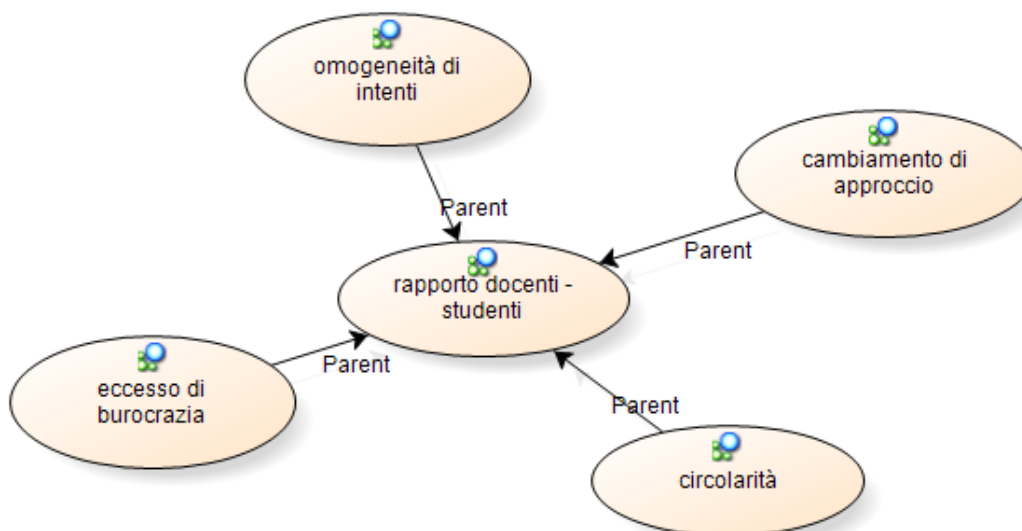 omogeneità di
intenti
cambiamento di
approccio
Parent
Parent
rapporto docenti -
studenti
Parent
eccesso di
burocrazia
Parent
circolarità